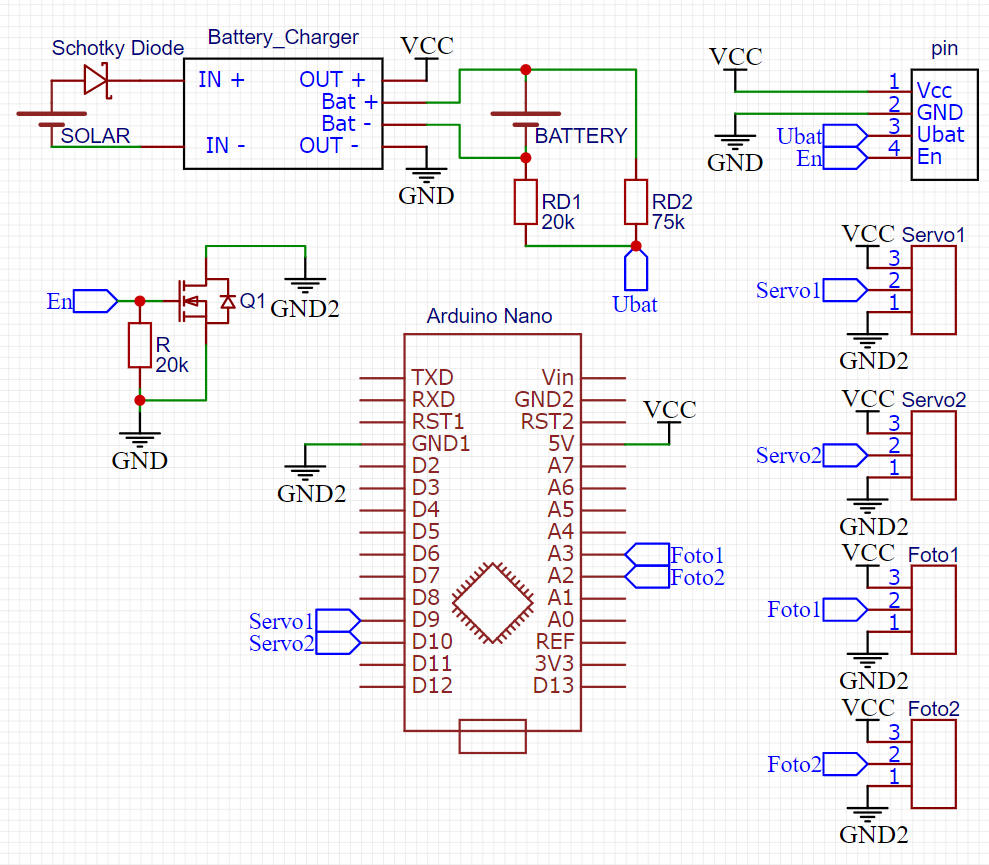 Schotky Diode
Battery_Charger
VCC
IN +
OUT +
Bat +
Bat -
IN -
OUT -
SOLAR
BATTERY
GND
RD1
20k
RD2
75k
Ubat
VCC
pin
1
Vcc
2
GND
Ubat
3
Ubat
En
4
En
GND
En
Q1
GND2
R
20k
GND
Arduino Nano
TXD
Vin
RXD
GND2
RST1
RST2
GND1
5V
D2
A7
D3
A6
D4
A5
D5
A4
D6
A3
D7
A2
D8
A1
D9
A0
D10
REF
D11
3V3
D12
D13
VCC
GND2
Foto1
Foto2
Servo1
Servo2
VCC
Servo1
3
Servo1
2
1
GND2
VCC
Servo2
3
Servo2
2
1
GND2
VCC
Foto1
3
Foto1
2
1
GND2
VCC
Foto2
3
Foto2
2
1
GND2